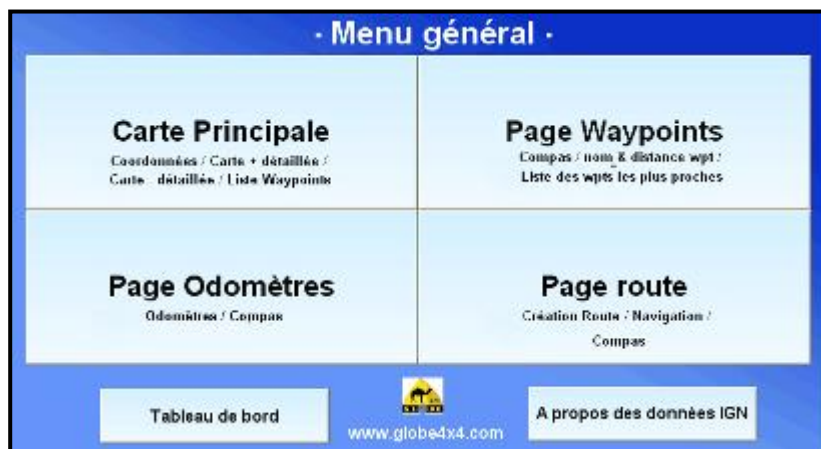 · Menu général ·
Carte Principale
Coordonnées / Carte + détaillée /
Carte - détaillée / Liste Waypoints
Page Waypoints
Compas / nom & distance wpt /
Liste des wpts les plus proches
Page Odomètres
Odomètres / Compas
Page route
Création Route / Navigation /
Compas
Tableau de bord
www.globe4x4.com
A propos des données IGN